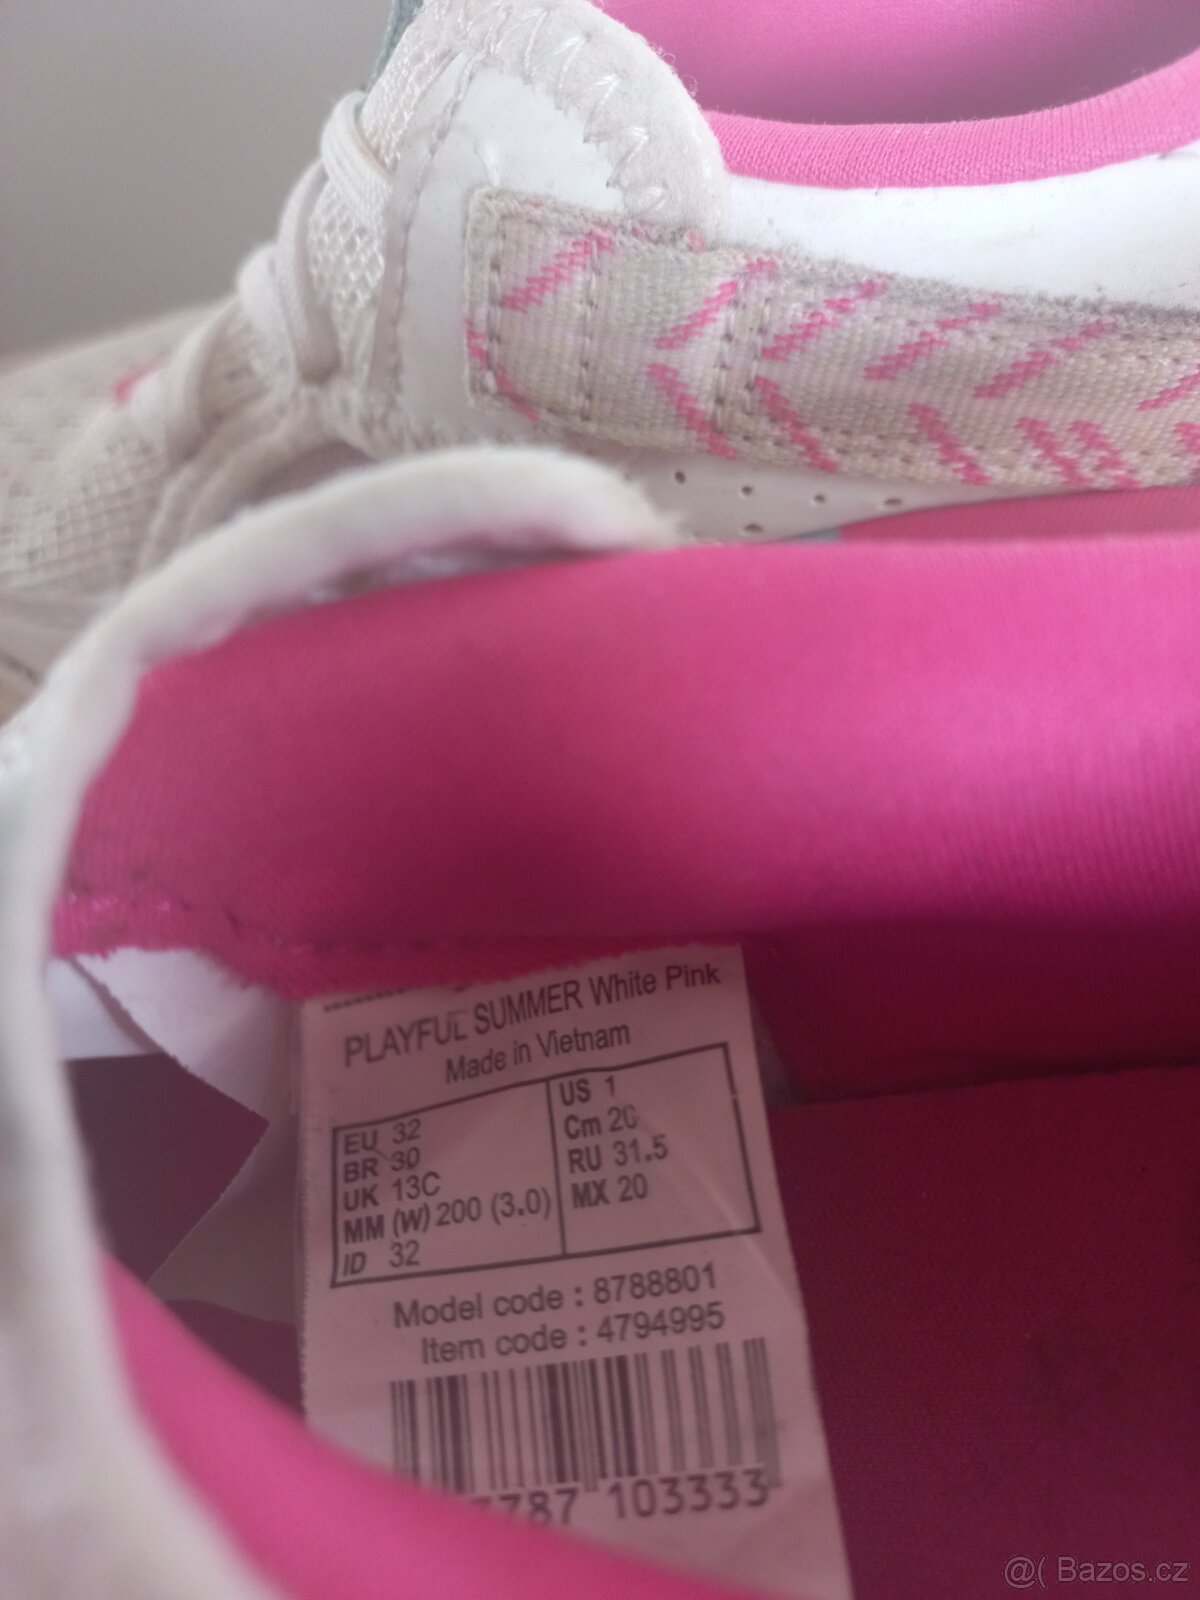 PLAYFUL SUMMER White Pink
Made in Vietnam
EU 32
BR 30
UK 13C
MM (W) 200 (3.0)
ID 32
US 1
Cm 20
RU 31.5
MX 20
Model code : 8788801
Item code : 4794995
787 103333
@( Bazos.cz